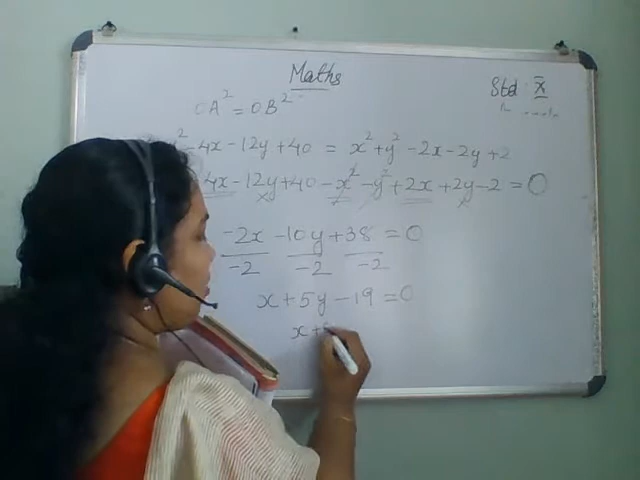 Maths
Std: X
OA² = OB²
² -4x -12y +40 = x² + y² -2x -2y +2
4x -12y +40 -x² -y² +2x +2y -2 = 0
-2x -10y +38 = 0
-2 -2 -2
x + 5y -19 = 0
x +